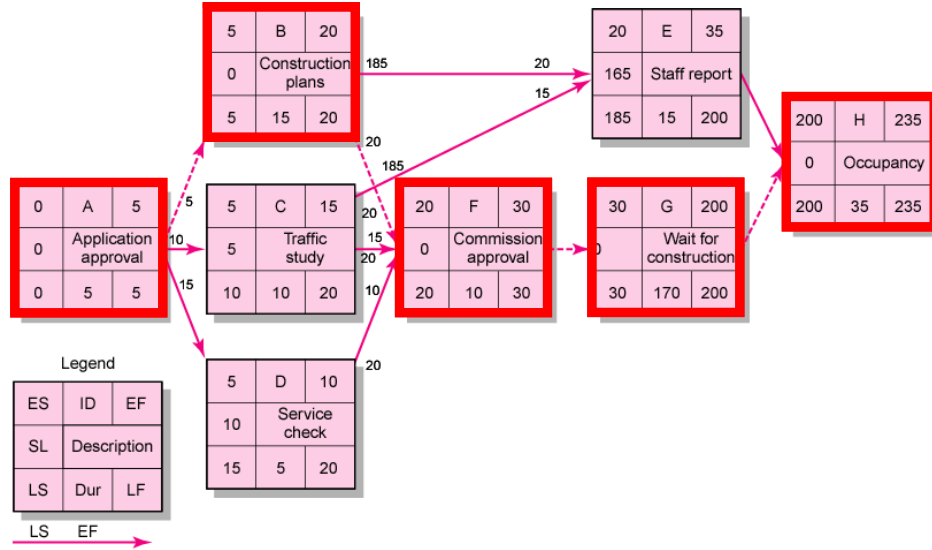 5 B 20
0 Construction plans
5 15 20
20 E 35
165 Staff report
185 15 200
185
20
15
200 H 235
0 Occupancy
200 35 235
20
185
5
10
15
0 A 5
0 Application approval
0 5 5
5 C 15
5 Traffic study
10 10 20
20
15
20
10
20
20 F 30
0 Commission approval
20 10 30
30 G 200
0 Wait for construction
30 170 200
5 D 10
10 Service check
15 5 20
Legend
ES ID EF
SL Description
LS Dur LF
LS EF